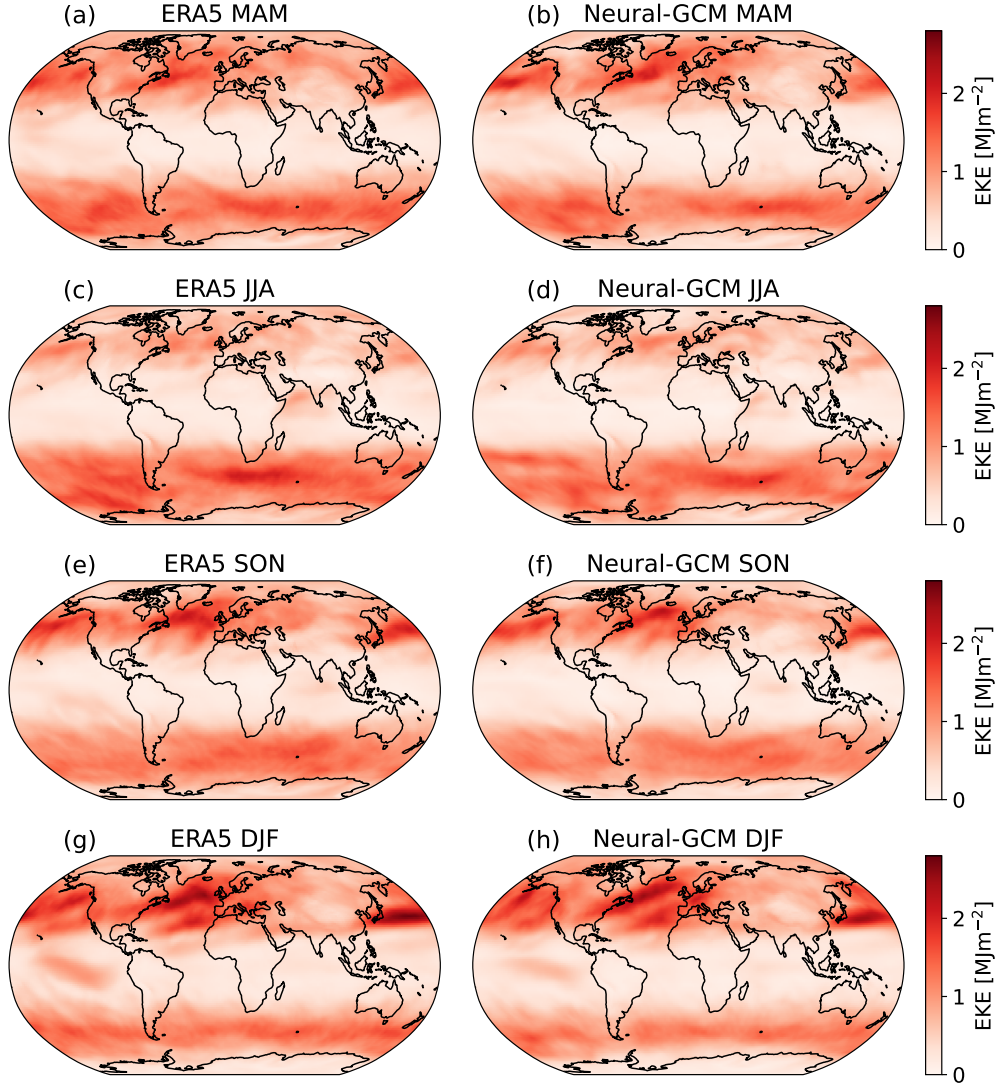 (a) ERA5 MAM
(b) Neural-GCM MAM
2
1
0
EKE [MJm⁻²]
(c) ERA5 JJA
(d) Neural-GCM JJA
2
1
0
EKE [MJm⁻²]
(e) ERA5 SON
(f) Neural-GCM SON
2
1
0
EKE [MJm⁻²]
(g) ERA5 DJF
(h) Neural-GCM DJF
2
1
0
EKE [MJm⁻²]